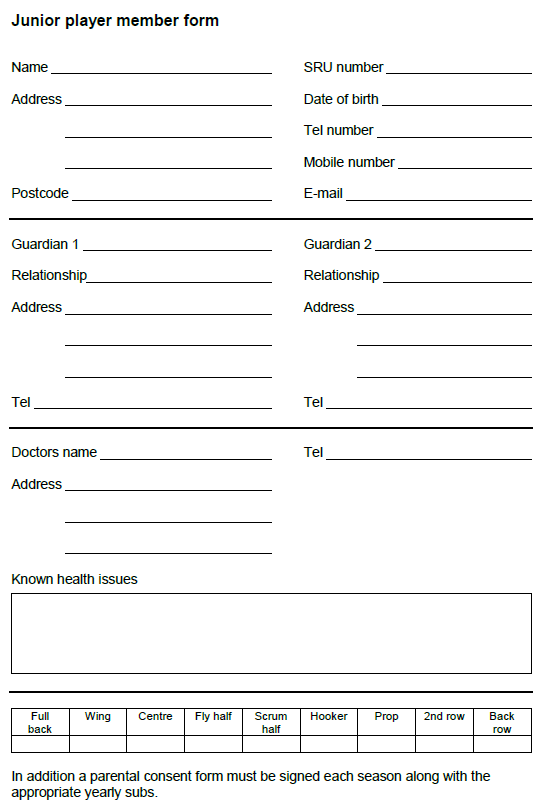 Junior player member form
Name SRU number
Address Date of birth
Tel number
Mobile number
Postcode E-mail
Guardian 1 Guardian 2
Relationship Relationship
Address Address
Tel Tel
Doctors name Tel
Address
Known health issues
Full back Wing Centre Fly half Scrum half Hooker Prop 2nd row Back row
In addition a parental consent form must be signed each season along with the
appropriate yearly subs.